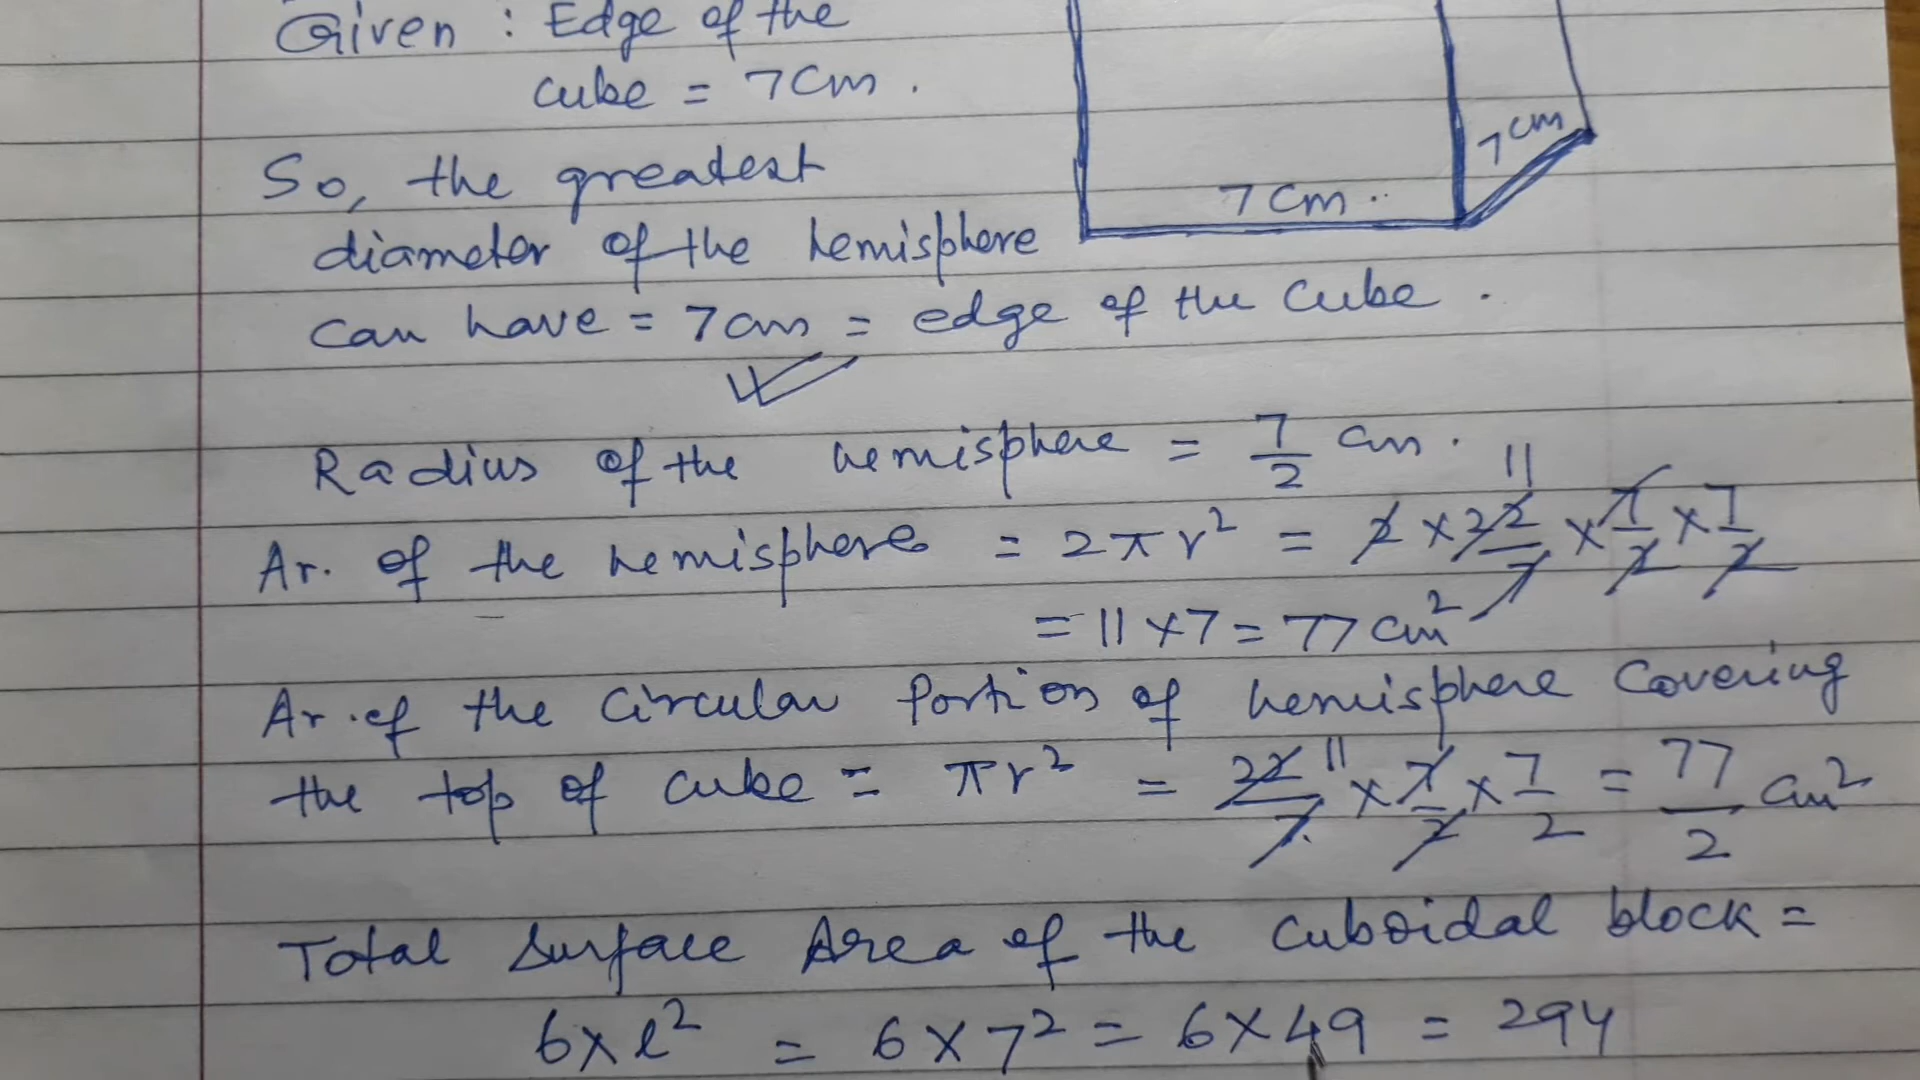 Given : Edge of the
cube = 7cm.
7cm
7cm.
So, the greatest
diameter of the hemisphere
can have = 7cm = edge of the cube.
Radius of the hemisphere = 7/2 cm.
11
Ar. of the hemisphere = 2πr² = 2 × 22/7 × 7/2 × 7/2
= 11 × 7 = 77 cm²
Ar. of the circular portion of hemisphere covering
the top of cube = πr² = 22/7 11 × 7/2 × 7/2 = 77/2 cm²
Total surface Area of the cuboidal block =
6 × l² = 6 × 7² = 6 × 49 = 294